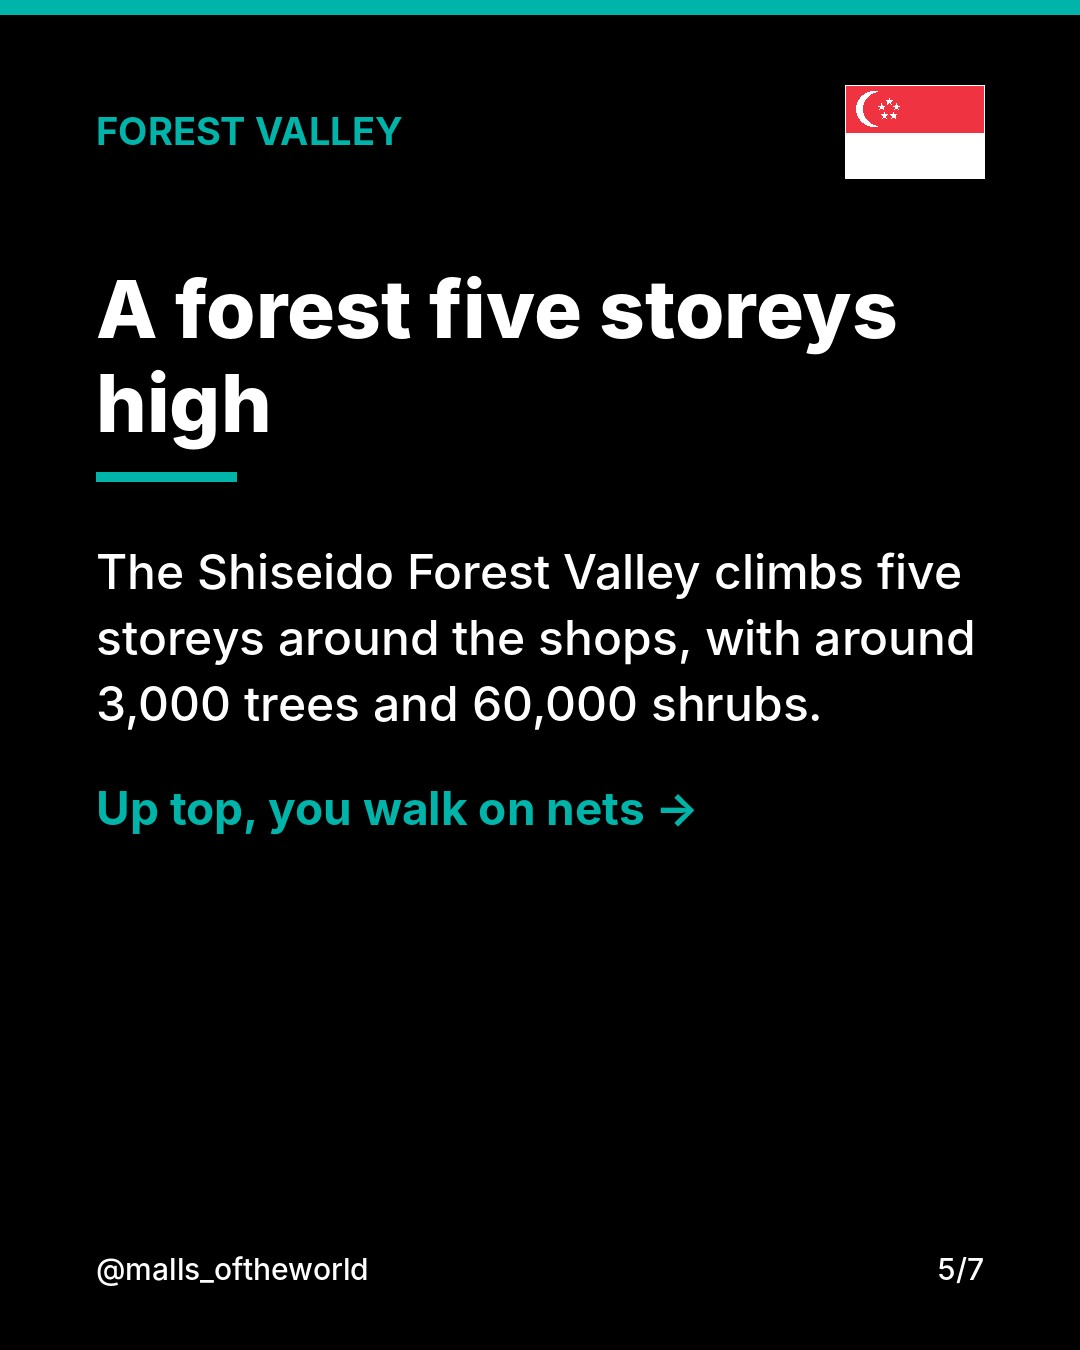 FOREST VALLEY
A forest five storeys
high
The Shiseido Forest Valley climbs five
storeys around the shops, with around
3,000 trees and 60,000 shrubs.
Up top, you walk on nets →
@malls_oftheworld
5/7